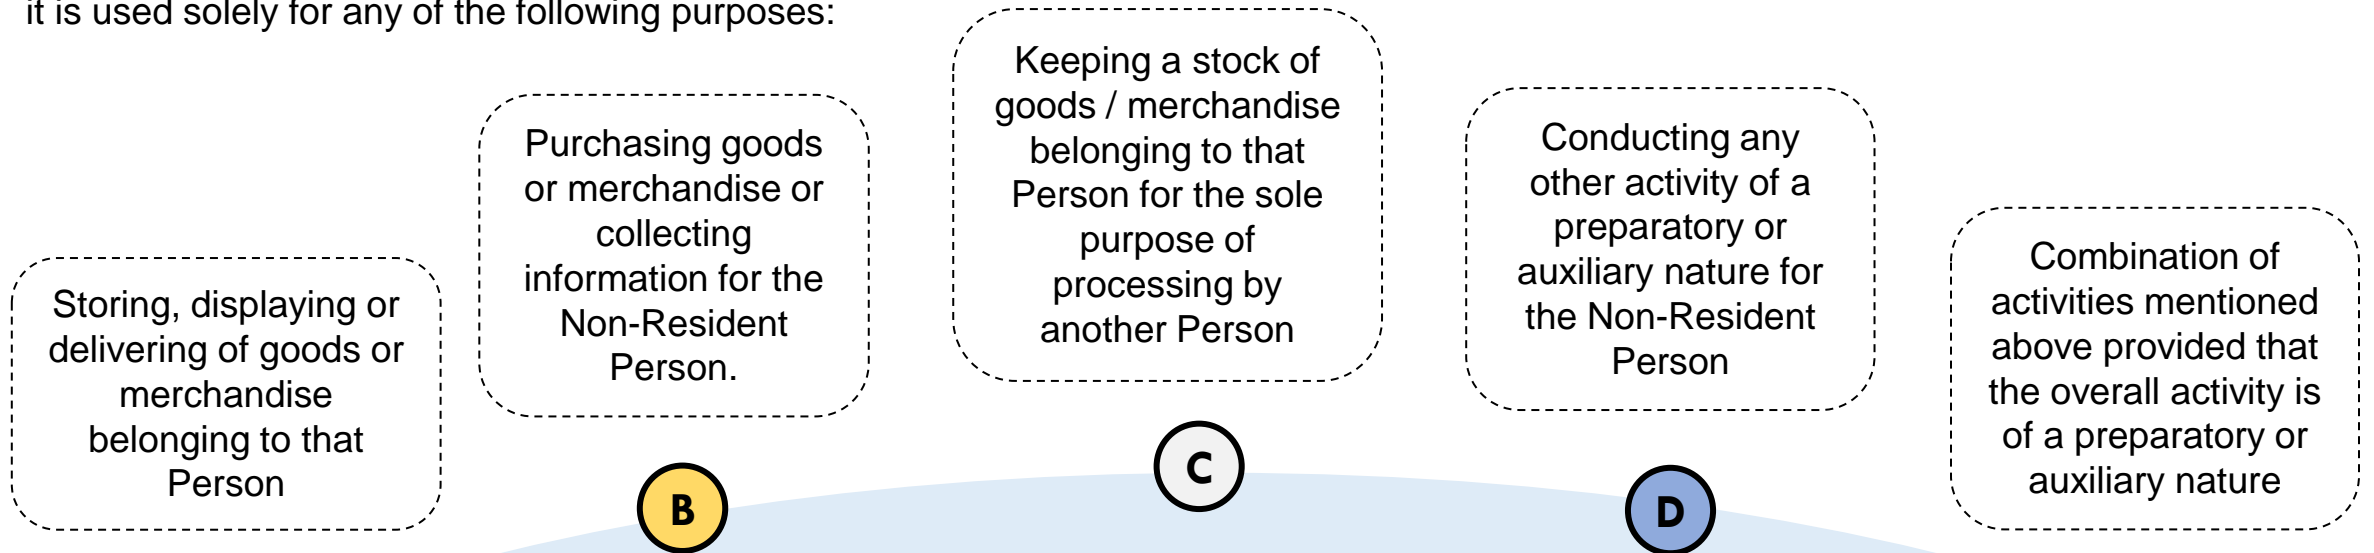 it is used solely for any of the following purposes:
Storing, displaying or
delivering of goods or
merchandise
belonging to that
Person
Purchasing goods
or merchandise or
collecting
information for the
Non-Resident
Person.
B
Keeping a stock of
goods / merchandise
belonging to that
Person for the sole
purpose of
processing by
another Person
C
Conducting any
other activity of a
preparatory or
auxiliary nature for
the Non-Resident
Person
D
Combination of
activities mentioned
above provided that
the overall activity is
of a preparatory or
auxiliary nature